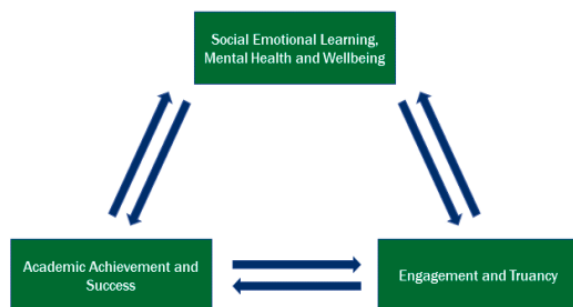 Social Emotional Learning,
Mental Health and Wellbeing
Academic Achievement and
Success
Engagement and Truancy